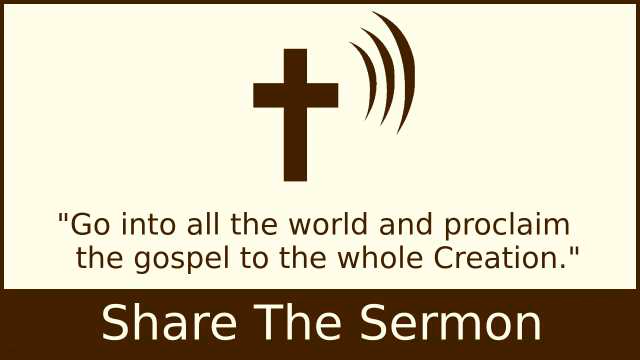 "Go into all the world and proclaim
the gospel to the whole Creation."
Share The Sermon